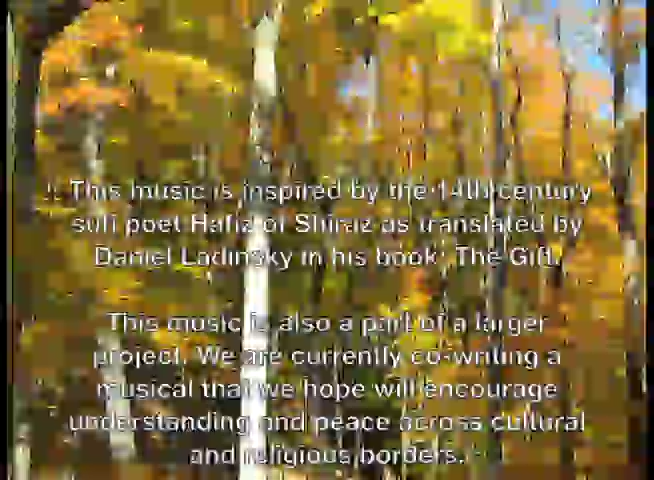 This music is inspired by the 14th century
sufi poet Hafiz of Shiraz as translated by
Daniel Ladinsky in his book: The Gift.
This music is also a part of a larger
project. We are currently co-writing a
musical that we hope will encourage
understanding and peace across cultural
and religious borders.